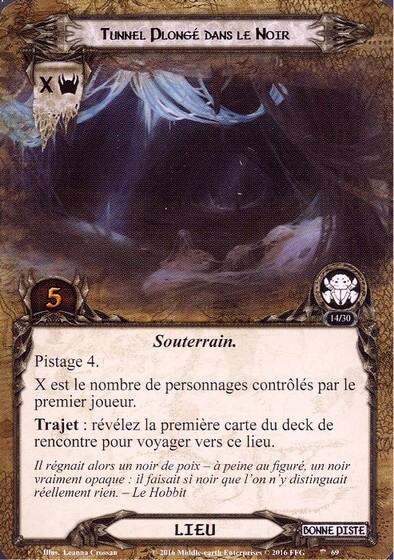 Tunnel Plongé dans le Noir
X
5
14/30
Souterrain.
Pistage 4.
X est le nombre de personnages contrôlés par le
premier joueur.
Trajet : révélez la première carte du deck de
rencontre pour voyager vers ce lieu.
Il régnait alors un noir de poix – à peine au figuré, un noir
vraiment opaque : il faisait si noir que l’on n’y distinguait
réellement rien. – Le Hobbit
LIEU
BONNE PISTE
Illus. Leanna Crossan © 2016 Middle-earth Enterprises © 2016 FFG 69